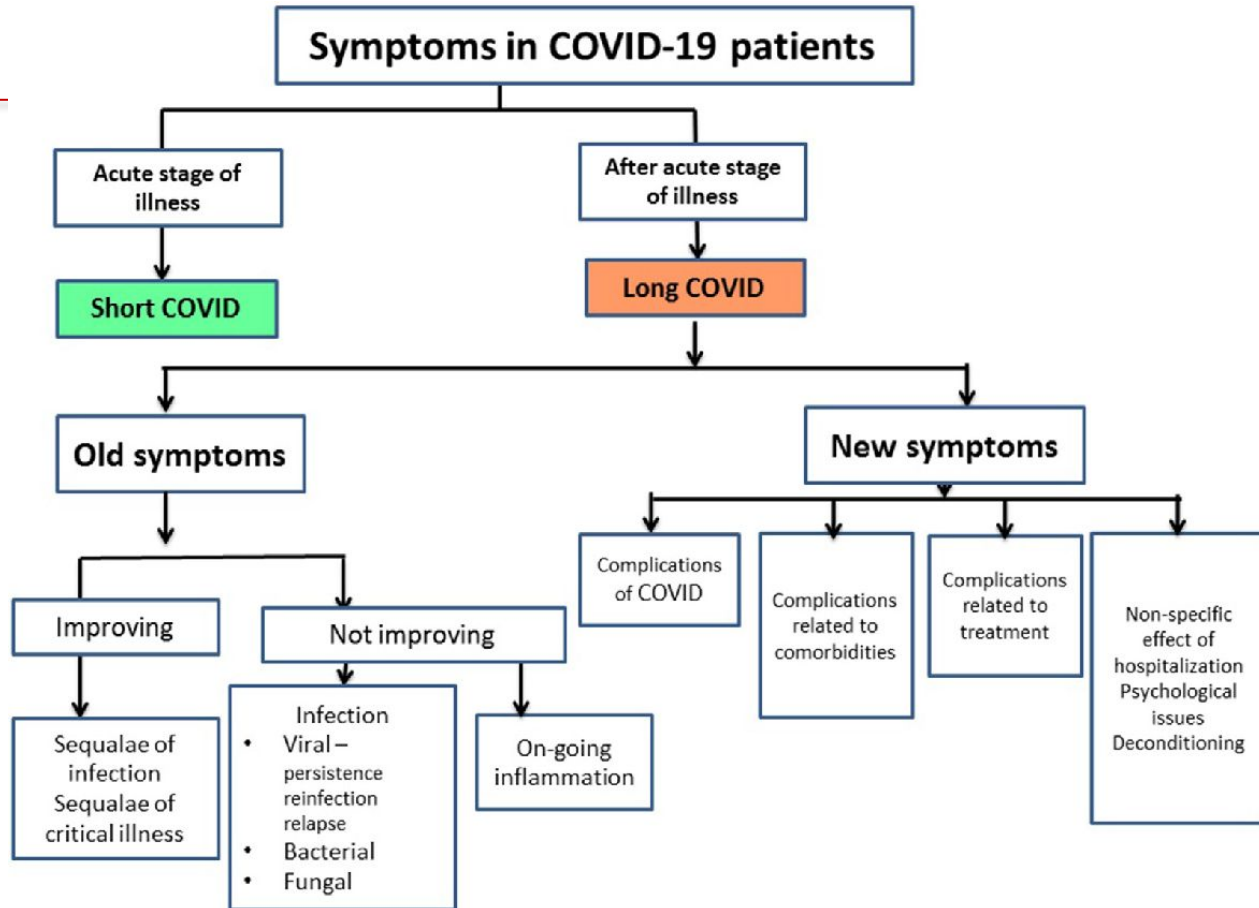 Symptoms in COVID-19 patients
Acute stage of
illness
After acute stage
of illness
Short COVID
Long COVID
Old symptoms
New symptoms
Improving
Not improving
Sequalae of
infection
Sequalae of
critical illness
Infection
• Viral –
persistence
reinfection
relapse
• Bacterial
• Fungal
On-going
inflammation
Complications
of COVID
Complications
related to
comorbidities
Complications
related to
treatment
Non-specific
effect of
hospitalization
Psychological
issues
Deconditioning